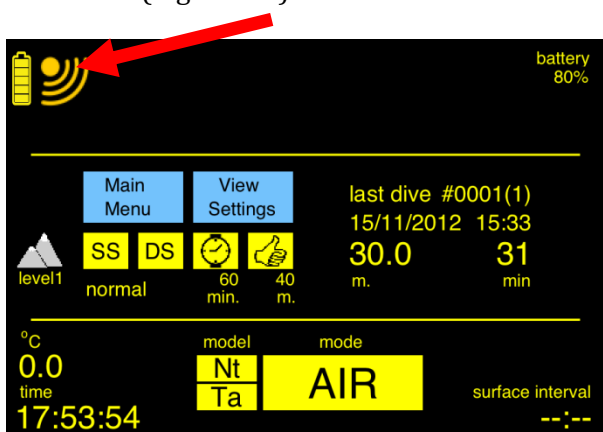 battery
80%
Main
Menu
View
Settings
last dive #0001(1)
15/11/2012 15:33
30.0 31
m. min
SS DS
level1
normal
60
min.
40
m.
°C
0.0
time
17:53:54
model
Nt
Ta
mode
AIR
surface interval
--:--